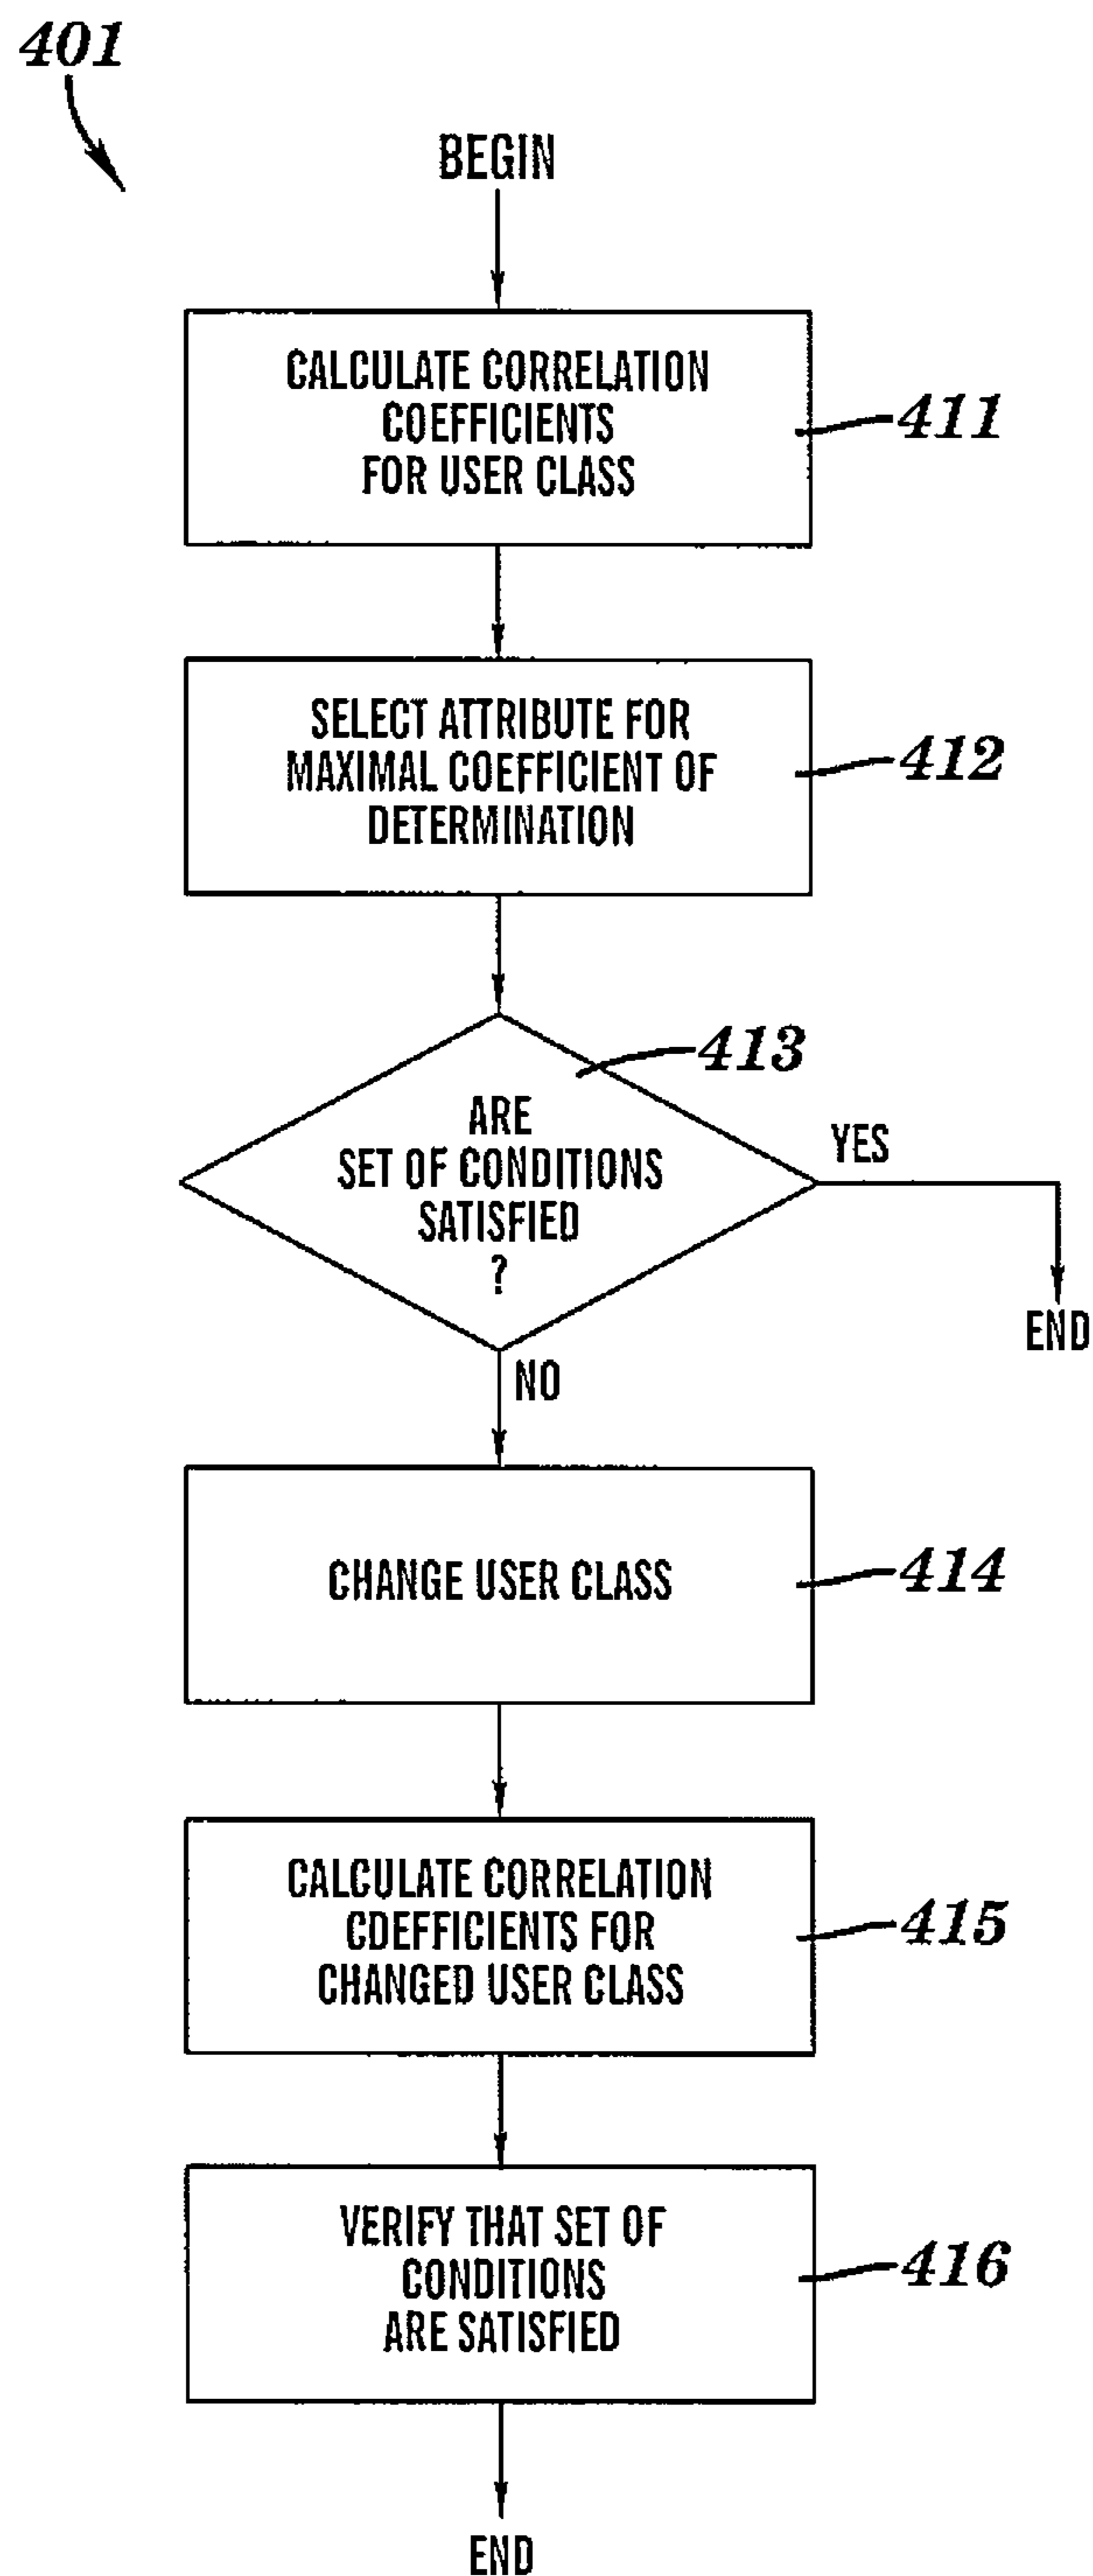 401
BEGIN
CALCULATE CORRELATION
COEFFICIENTS
FOR USER CLASS
411
SELECT ATTRIBUTE FOR
MAXIMAL COEFFICIENT OF
DETERMINATION
412
413
ARE
SET OF CONDITIONS
SATISFIED
?
YES
END
NO
CHANGE USER CLASS
414
CALCULATE CORRELATION
CDEFFICIENTS FOR
CHANGED USER CLASS
415
VERIFY THAT SET OF
CONDITIONS
ARE SATISFIED
416
END